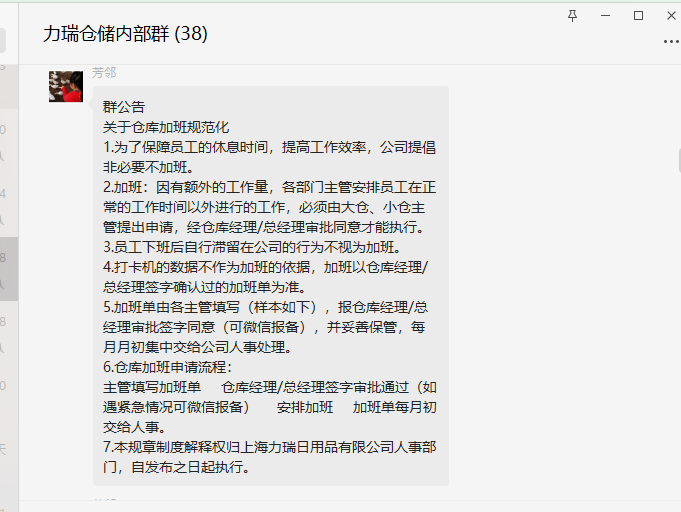 力瑞仓储内部群 (38)
芳邻
群公告
关于仓库加班规范化
1.为了保障员工的休息时间，提高工作效率，公司提倡
非必要不加班。
2.加班：因有额外的工作量，各部门主管安排员工在正
常的工作时间以外进行的工作，必须由大仓、小仓主
管提出申请，经仓库经理/总经理审批同意才能执行。
3.员工下班后自行滞留在公司的行为不视为加班。
4.打卡机的数据不作为加班的依据，加班以仓库经理/
总经理签字确认过的加班单为准。
5.加班单由各主管填写（样本如下），报仓库经理/总
经理审批签字同意（可微信报备），并妥善保管，每
月月初集中交给公司人事处理。
6.仓库加班申请流程：
主管填写加班单 仓库经理/总经理签字审批通过（如
遇紧急情况可微信报备） 安排加班 加班单每月初
交给人事。
7.本规章制度解释权归上海力瑞日用品有限公司人事部
门，自发布之日起执行。